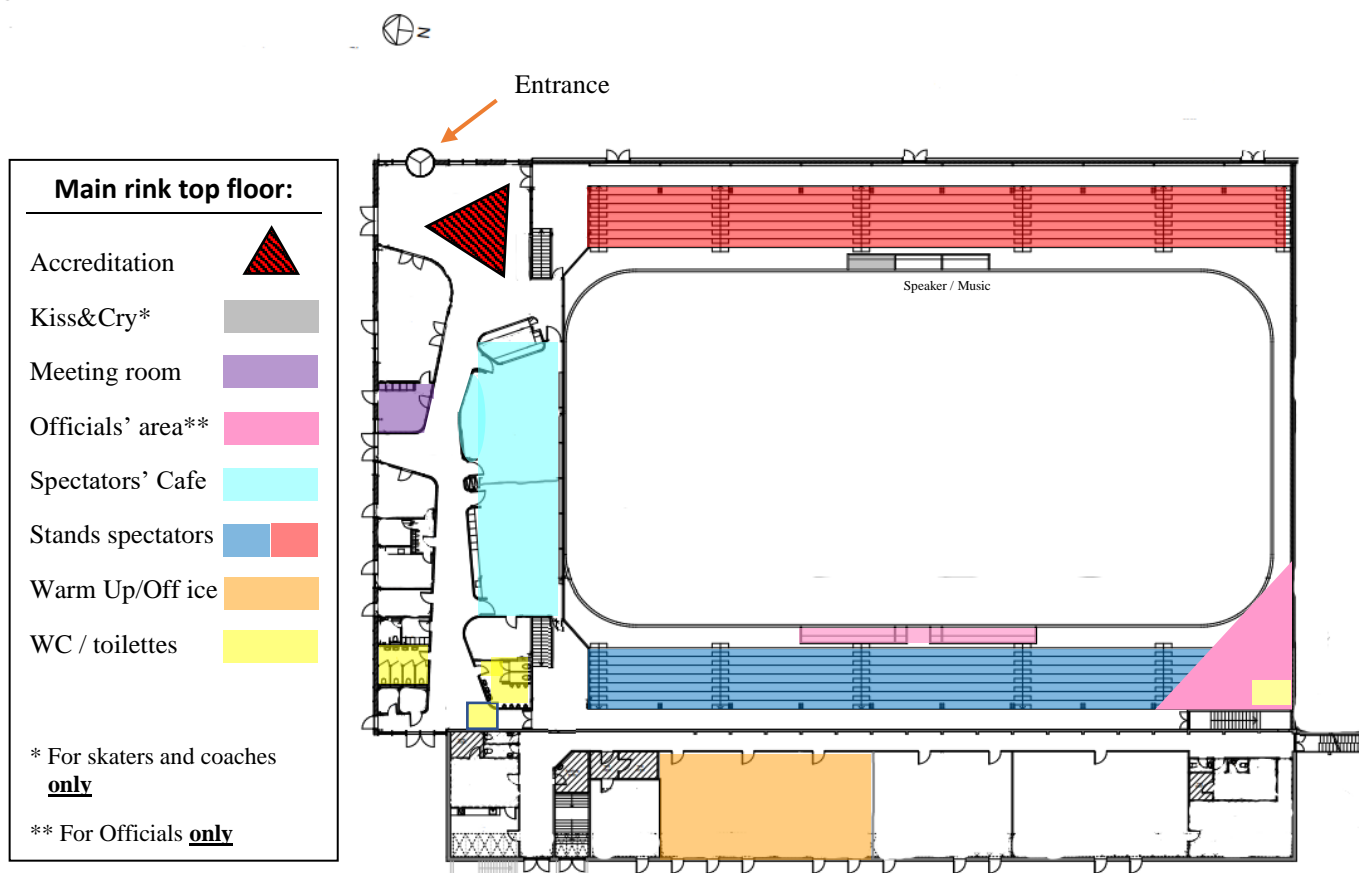 N
Entrance
Main rink top floor:
Accreditation
Kiss&Cry*
Meeting room
Officials’ area**
Spectators’ Cafe
Stands spectators
Warm Up/Off ice
WC / toilettes
* For skaters and coaches
only
** For Officials only
Speaker / Music